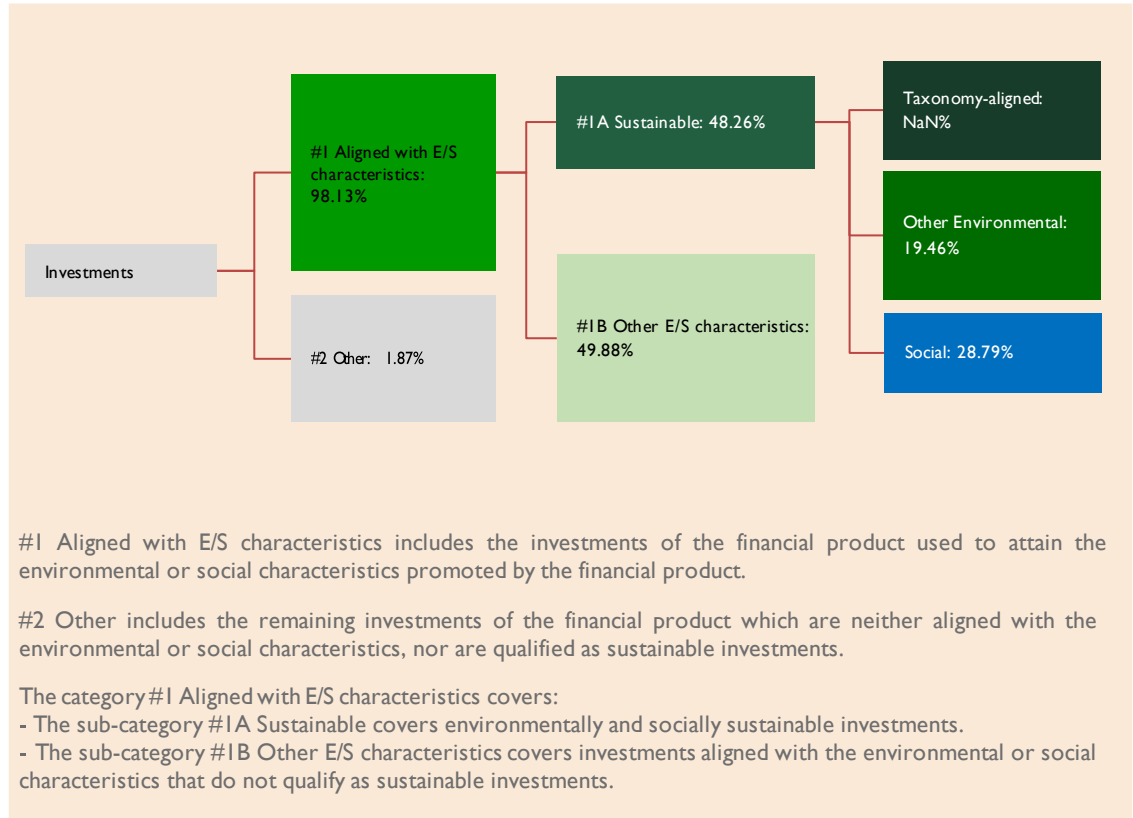 Investments
#1 Aligned with E/S
characteristics:
98.13%
#2 Other: 1.87%
#1A Sustainable: 48.26%
#1B Other E/S characteristics:
49.88%
Taxonomy-aligned:
NaN%
Other Environmental:
19.46%
Social: 28.79%
#1 Aligned with E/S characteristics includes the investments of the financial product used to attain the
environmental or social characteristics promoted by the financial product.
#2 Other includes the remaining investments of the financial product which are neither aligned with the
environmental or social characteristics, nor are qualified as sustainable investments.
The category #1 Aligned with E/S characteristics covers:
- The sub-category #1A Sustainable covers environmentally and socially sustainable investments.
- The sub-category #1B Other E/S characteristics covers investments aligned with the environmental or social
characteristics that do not qualify as sustainable investments.